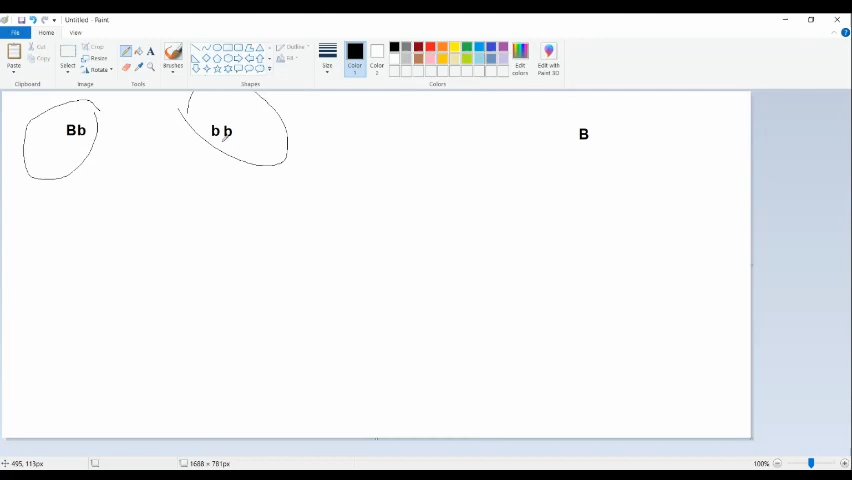 Untitled - Paint
File Home View
Paste
Cut
Copy
Clipboard
Select
Crop
Resize
Rotate
Image
A
Tools
Brushes
Outline
Fill
Shapes
Size
Color 1
Color 2
Edit colors
Edit with Paint 3D
Colors
Bb b b B
495, 113px 1688 × 781px 100%